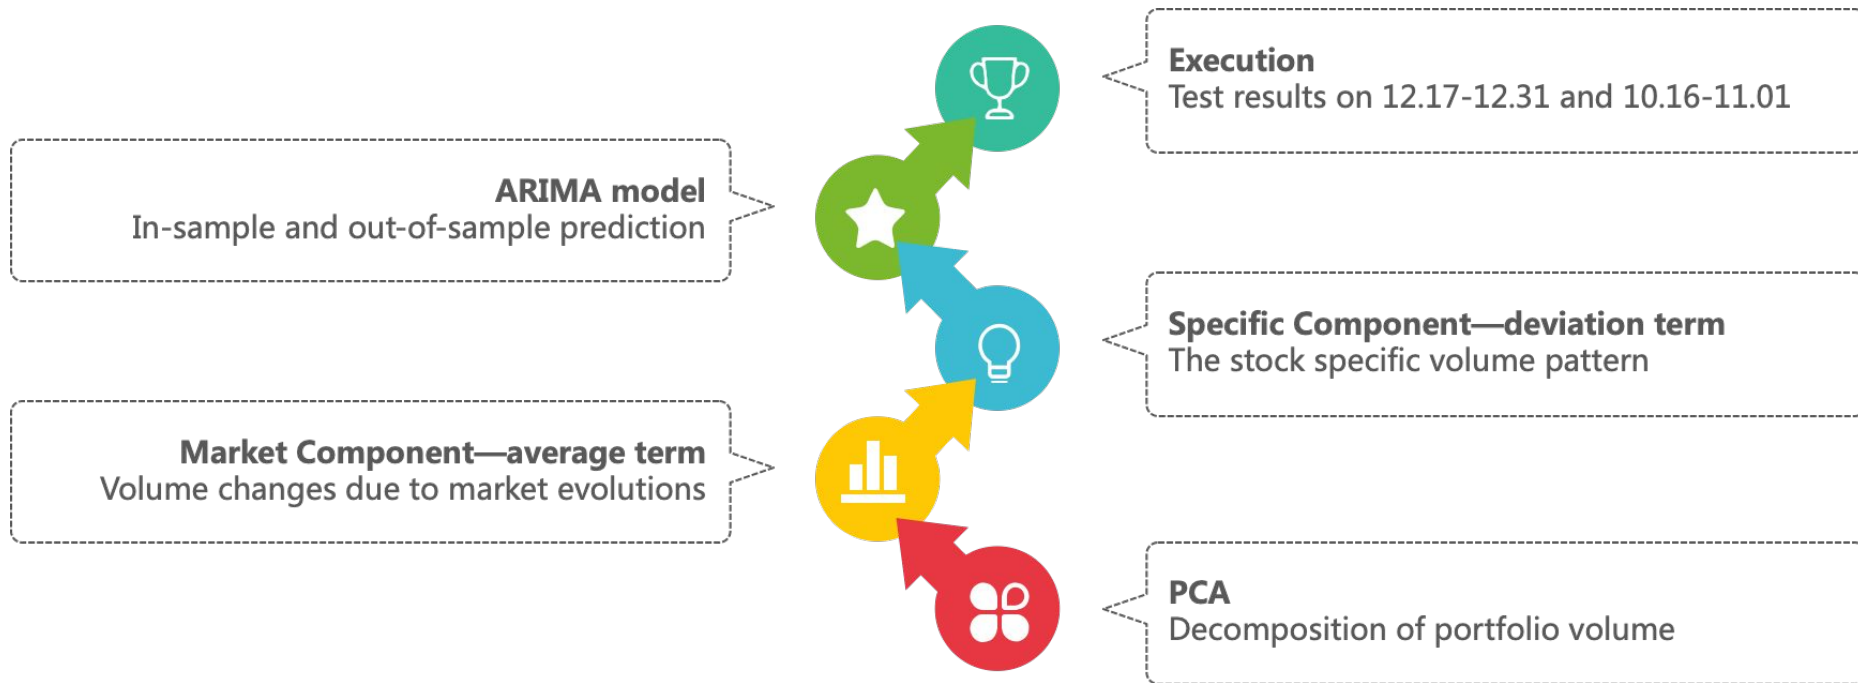 Execution
Test results on 12.17-12.31 and 10.16-11.01
ARIMA model
In-sample and out-of-sample prediction
Specific Component—deviation term
The stock specific volume pattern
Market Component—average term
Volume changes due to market evolutions
PCA
Decomposition of portfolio volume